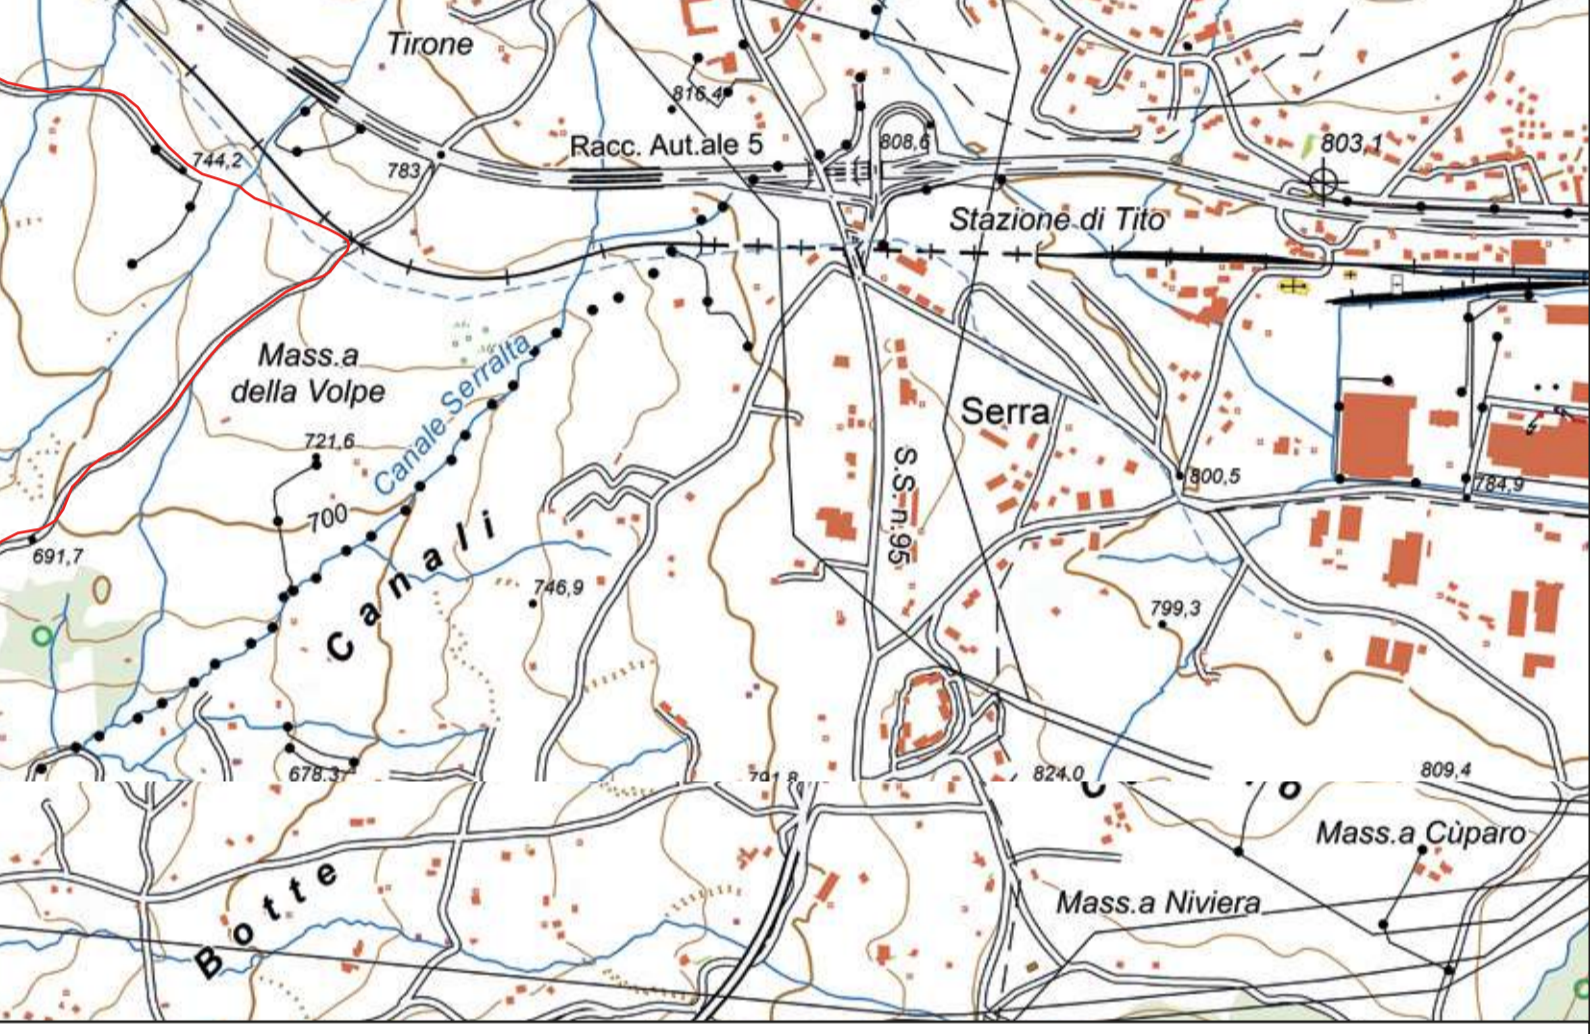 Tirone
816,4
Racc. Aut.ale 5
808,6
803,1
744,2
783
Stazione di Tito
Mass.a
della Volpe
Canale Serralta
Serra
721,6
S.S.n.95
800,5
784,9
700
Canali
691,7
746,9
799,3
678,3
791,8
824,0
809,4
C
o
Mass.a Cùparo
Botte
Mass.a Niviera